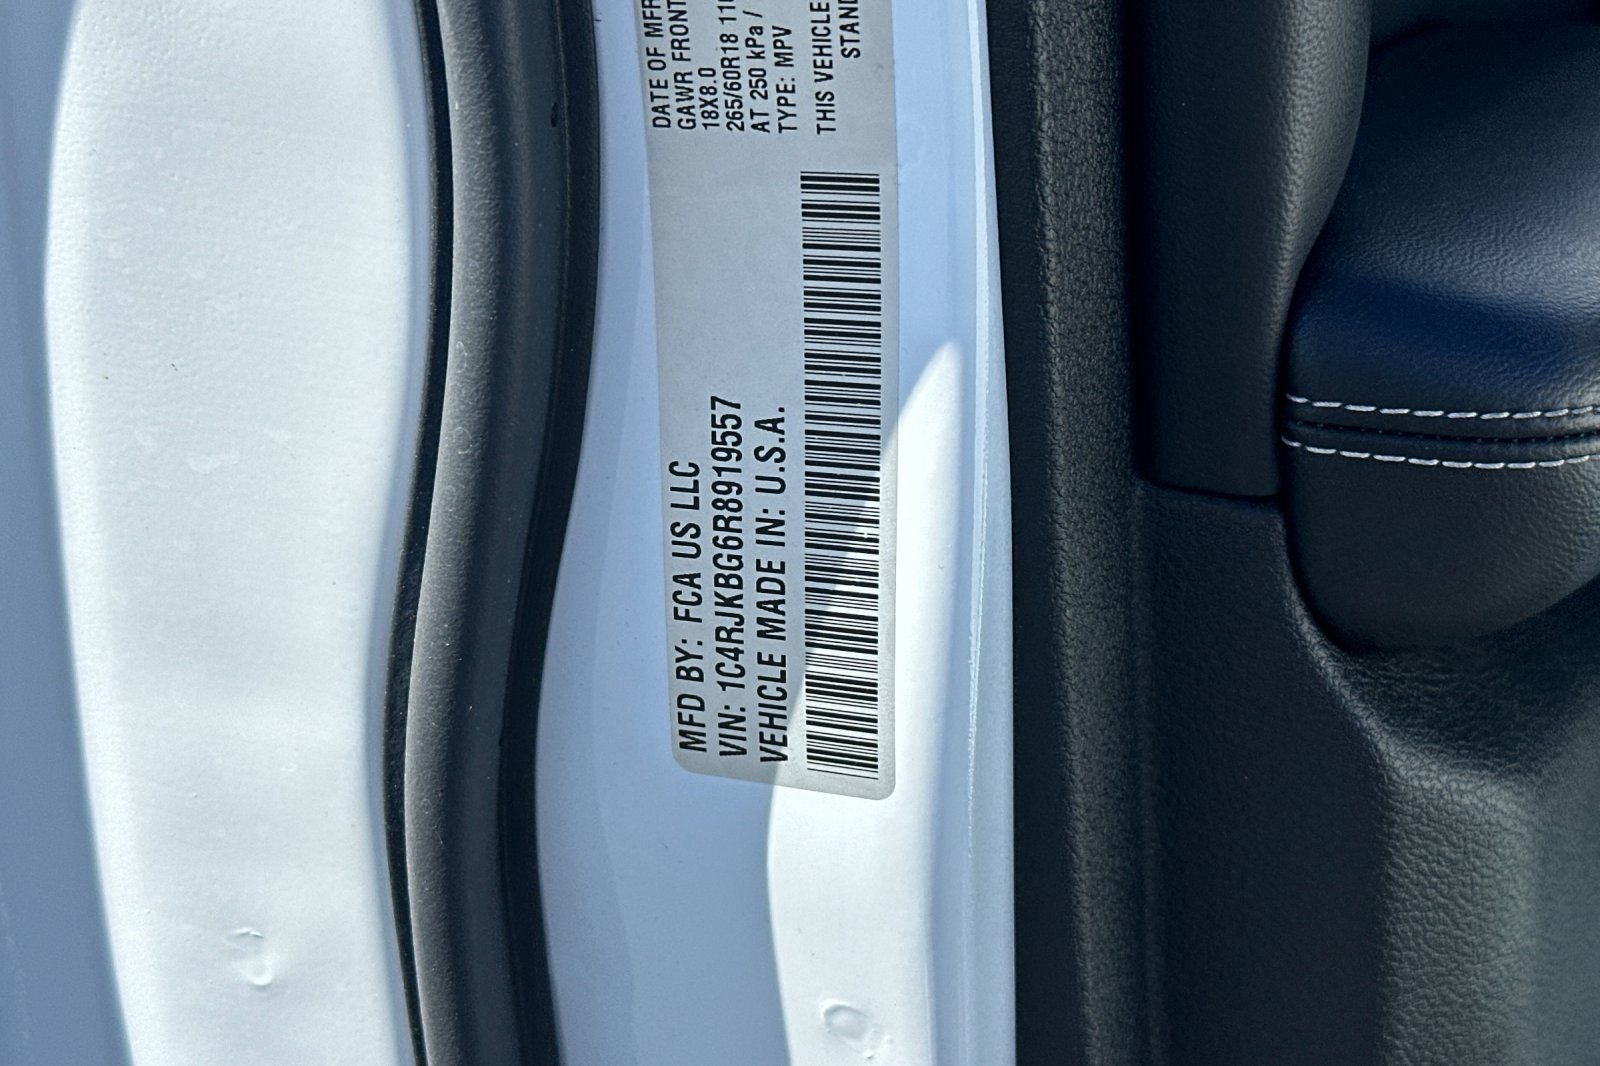 MFD BY: FCA US LLC
VIN: 1C4RJKBG6R8919557
VEHICLE MADE IN: U.S.A.
DATE OF MFR
GAWR FRONT
18X8.0
265/60R18 110
AT 250 kPa /
TYPE: MPV
THIS VEHICLE
STAND